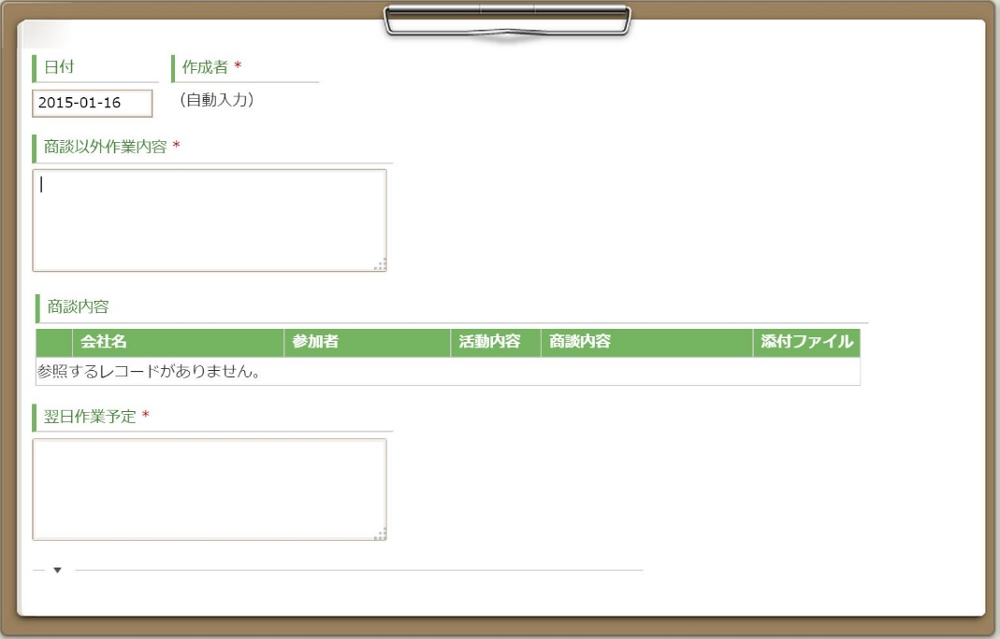 日付 作成者 *
2015-01-16 (自動入力)
商談以外作業内容 *
商談内容
会社名 参加者 活動内容 商談内容 添付ファイル
参照するレコードがありません。
翌日作業予定 *